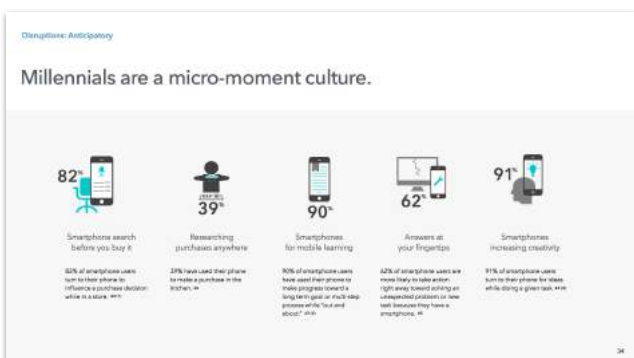 Disruptions: Anticipatory
Millennials are a micro-moment culture.
82%
39%
90%
62%
91%
Smartphone search
before you buy it
Researching
purchases anywhere
Smartphones
for mobile learning
Answers at
your fingertips
Smartphones
increasing creativity
82% of smartphone users
turn to their phone to
influence a purchase decision
while in a store.
39% have used their phone
to make a purchase in the
kitchen.
90% of smartphone users
have used their phone to
make progress toward a
long term goal or multi-step
process while "out and
about."
62% of smartphone users are
more likely to take action
right away toward solving an
unexpected problem or new
task because they have a
smartphone.
91% of smartphone users
turn to their phone for ideas
while doing a given task.
34